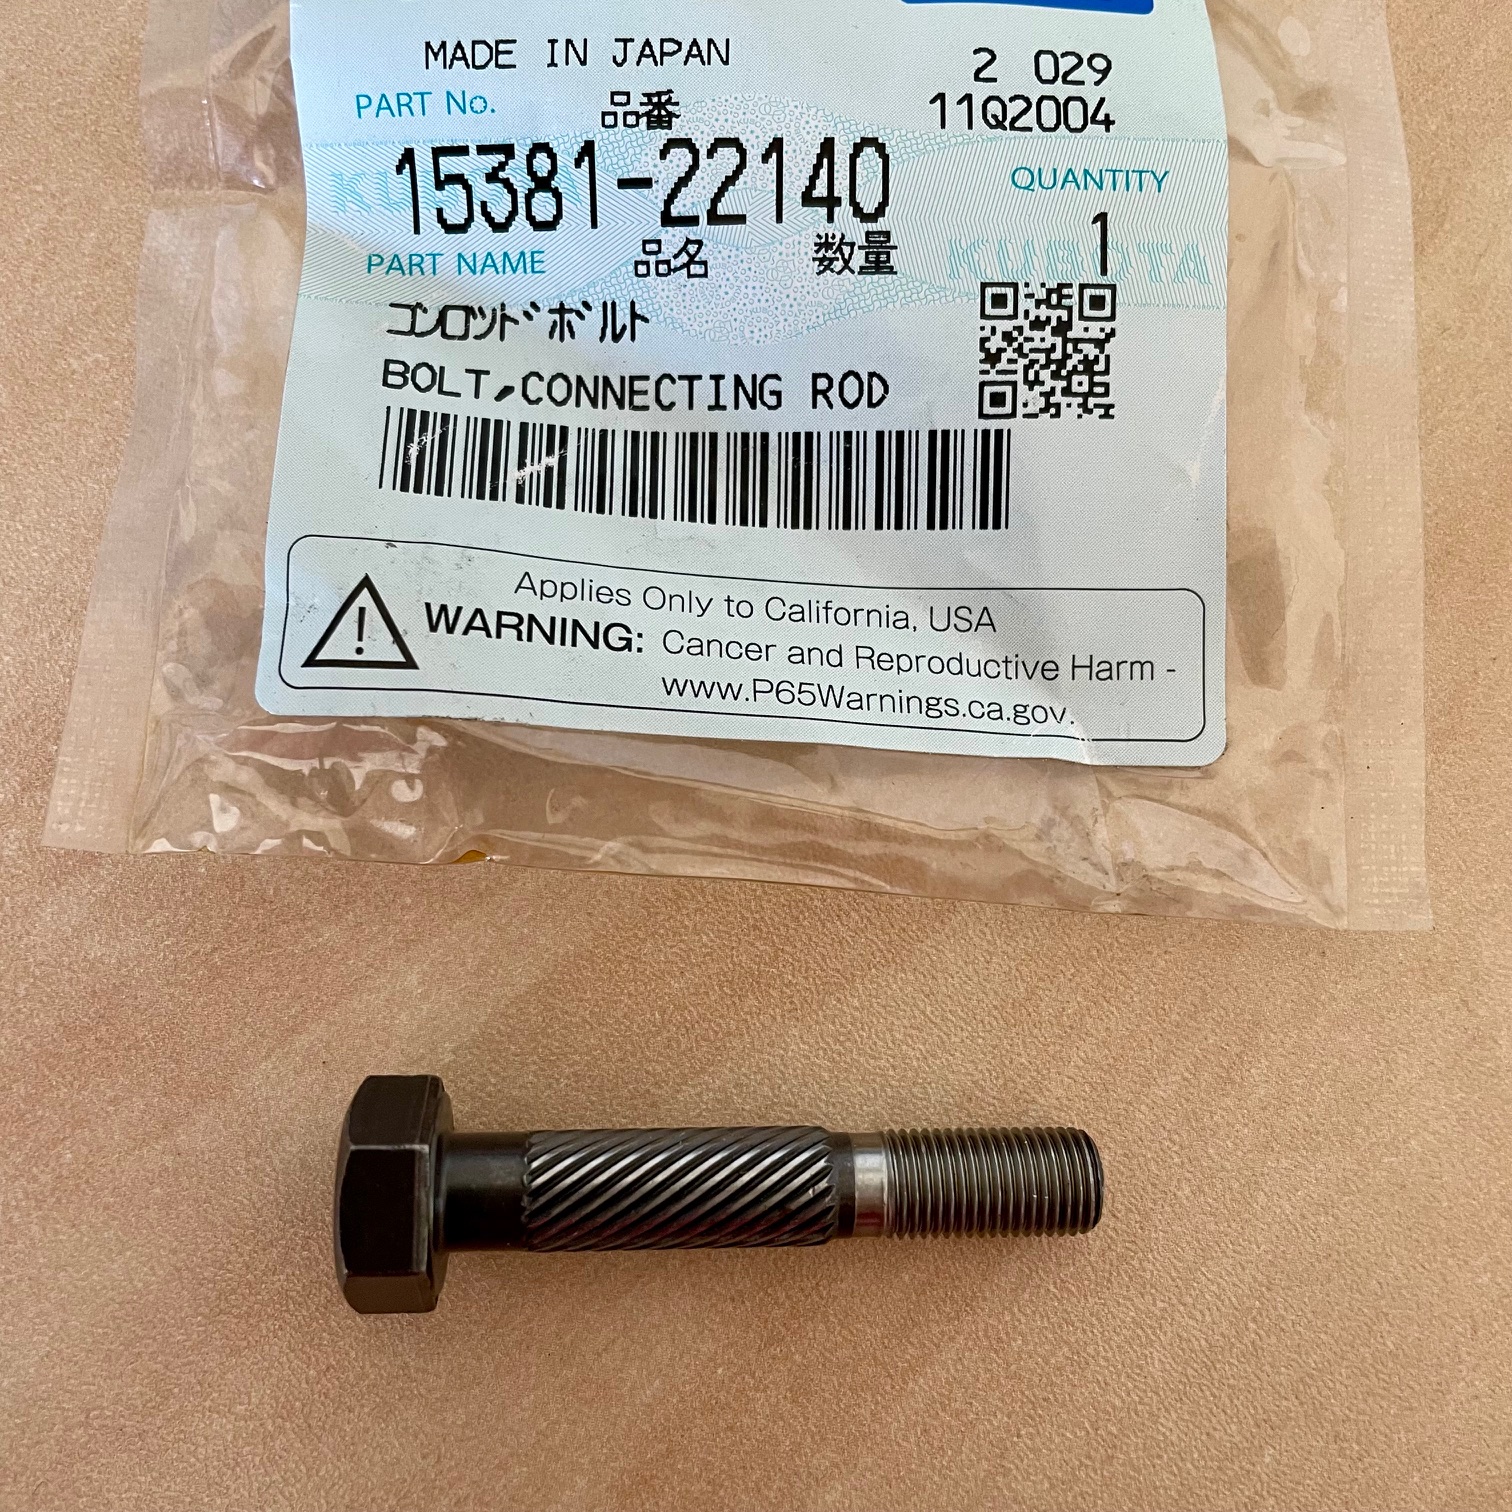 MADE IN JAPAN
2 029
PART No. 品番
11Q2004
15381-22140
QUANTITY
1
PART NAME 品名 数量
KUBOTA
コンロツドボルト
BOLT,CONNECTING ROD
Applies Only to California, USA
WARNING: Cancer and Reproductive Harm -
www.P65Warnings.ca.gov.